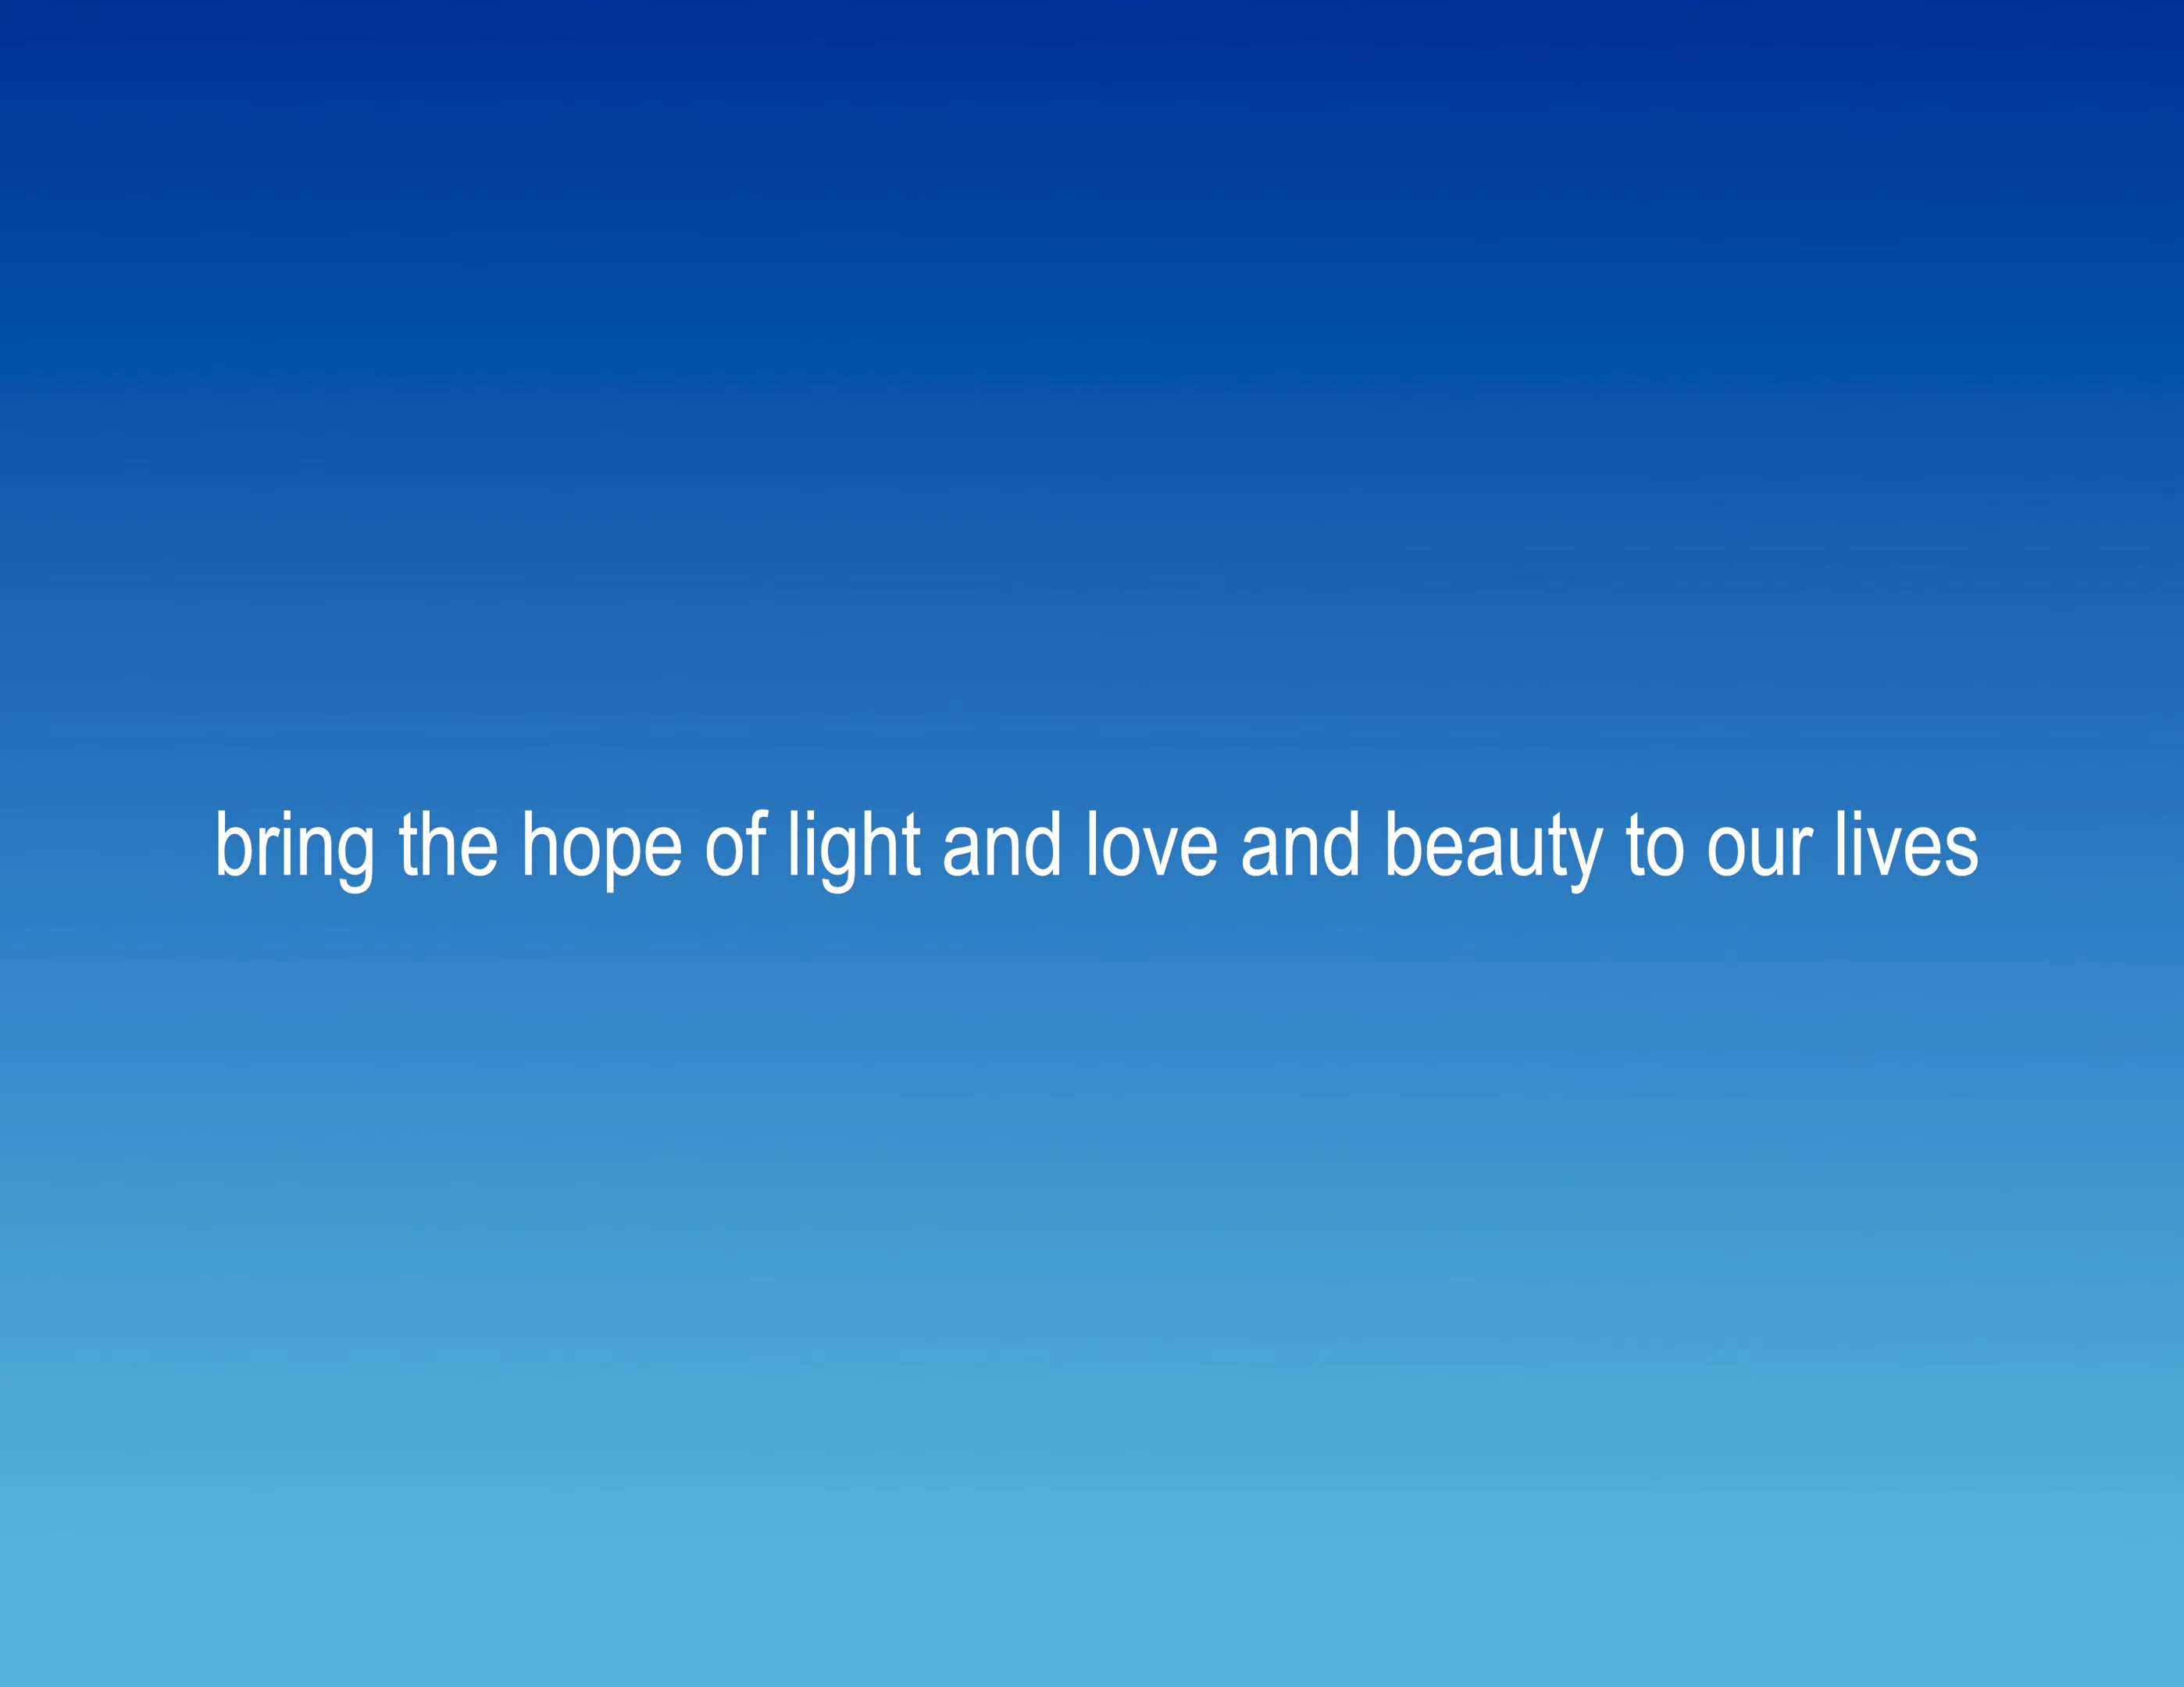 bring the hope of light and love and beauty to our lives